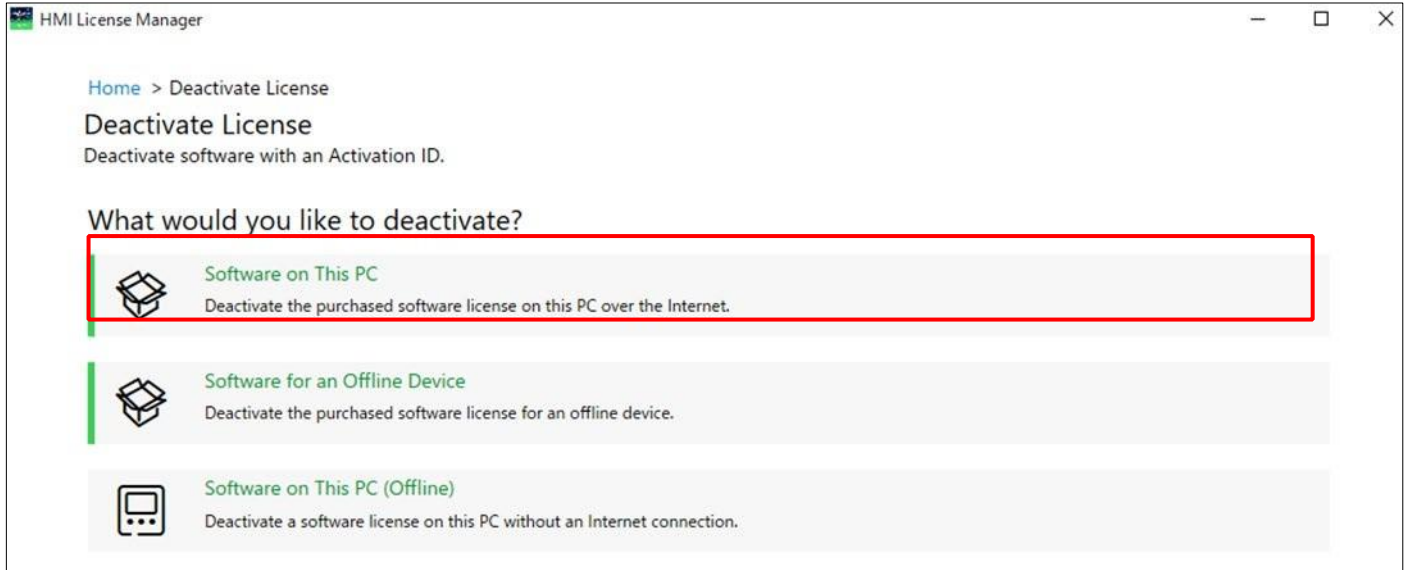 HMI License Manager
Home > Deactivate License
Deactivate License
Deactivate software with an Activation ID.
What would you like to deactivate?
Software on This PC
Deactivate the purchased software license on this PC over the Internet.
Software for an Offline Device
Deactivate the purchased software license for an offline device.
Software on This PC (Offline)
Deactivate a software license on this PC without an Internet connection.